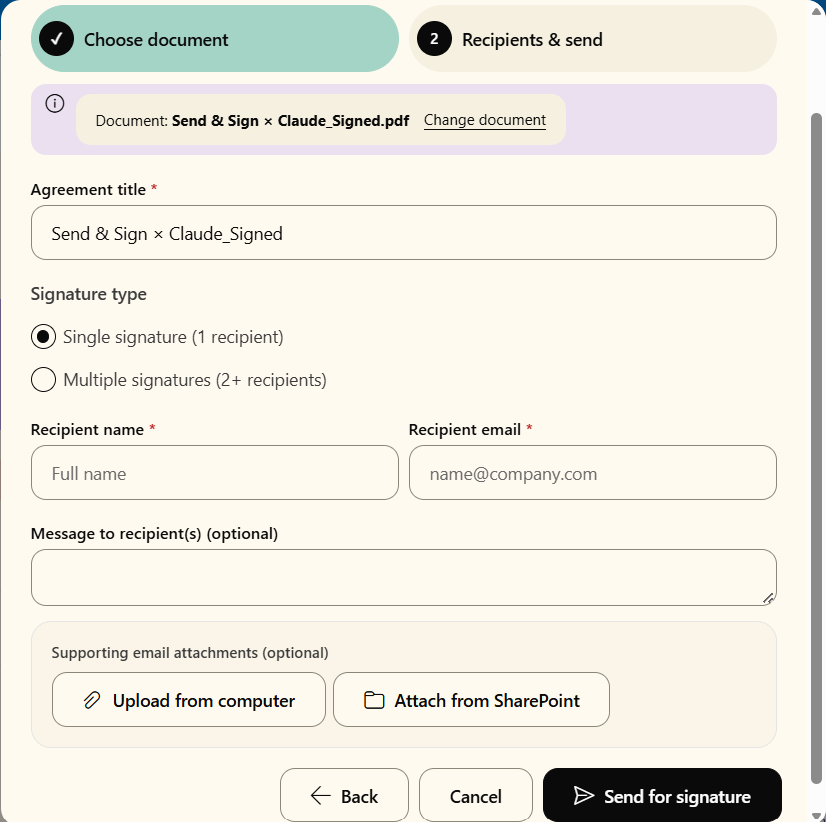 ✓ Choose document
2 Recipients & send
Document: Send & Sign × Claude_Signed.pdf Change document
Agreement title *
Send & Sign × Claude_Signed
Signature type
Single signature (1 recipient)
Multiple signatures (2+ recipients)
Recipient name * Recipient email *
Full name name@company.com
Message to recipient(s) (optional)
Supporting email attachments (optional)
Upload from computer Attach from SharePoint
Back Cancel Send for signature